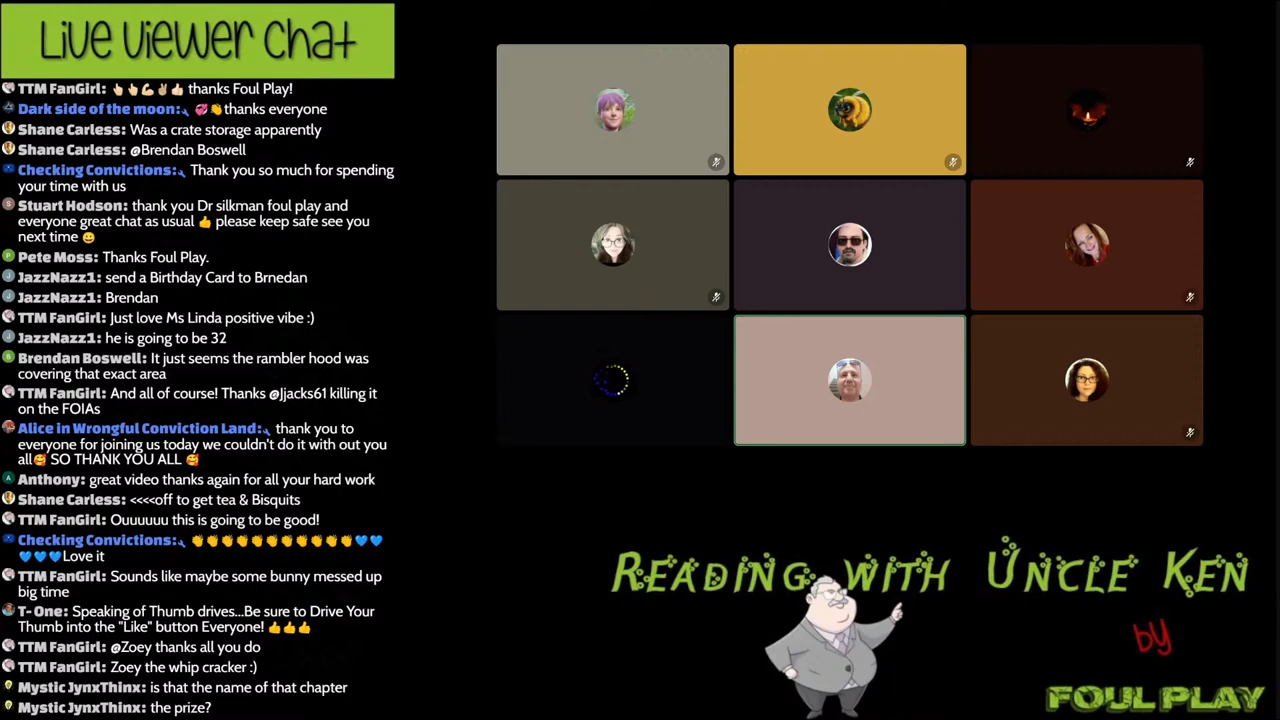 Live Viewer Chat
TTM FanGirl: 👆🏻👆🏻💪🏻✌🏻👍🏻 thanks Foul Play!
Dark side of the moon: 💞👏thanks everyone
Shane Carless: Was a crate storage apparently
Shane Carless: @Brendan Boswell
Checking Convictions: Thank you so much for spending
your time with us
Stuart Hodson: thank you Dr silkman foul play and
everyone great chat as usual 👍 please keep safe see you
next time 😀
Pete Moss: Thanks Foul Play.
JazzNazz1: send a Birthday Card to Brnedan
JazzNazz1: Brendan
TTM FanGirl: Just love Ms Linda positive vibe :)
JazzNazz1: he is going to be 32
Brendan Boswell: It just seems the rambler hood was
covering that exact area
TTM FanGirl: And all of course! Thanks @Jjacks61 killing it
on the FOIAs
Alice in Wrongful Conviction Land: thank you to
everyone for joining us today we couldn't do it with out you
all🥰 SO THANK YOU ALL 🥰
Anthony: great video thanks again for all your hard work
Shane Carless: <<<<off to get tea & Bisquits
TTM FanGirl: Ouuuuuu this is going to be good!
Checking Convictions: 👏👏👏👏👏👏👏👏👏👏👏💙💙
💙💙💙Love it
TTM FanGirl: Sounds like maybe some bunny messed up
big time
T- One: Speaking of Thumb drives...Be sure to Drive Your
Thumb into the "Like" button Everyone! 👍👍👍
TTM FanGirl: @Zoey thanks all you do
TTM FanGirl: Zoey the whip cracker :)
Mystic JynxThinx: is that the name of that chapter
Mystic JynxThinx: the prize?
Reading with Uncle Ken
by
FOUL PLAY